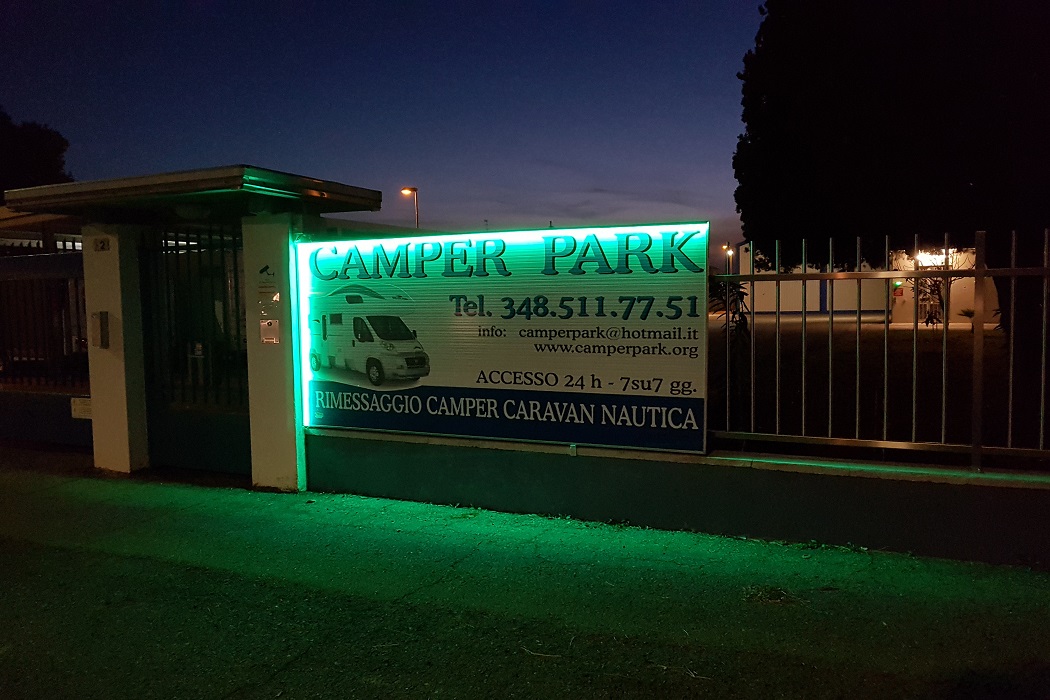 2
CAMPER PARK
Tel. 348.511.77.51
info: camperpark@hotmail.it
www.camperpark.org
ACCESSO 24 h - 7su7 gg.
RIMESSAGGIO CAMPER CARAVAN NAUTICA